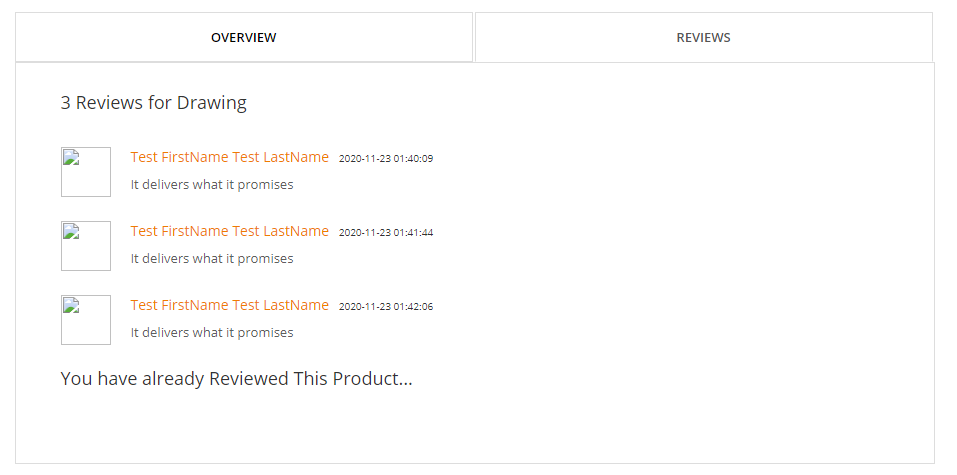 OVERVIEW
REVIEWS
3 Reviews for Drawing
Test FirstName Test LastName 2020-11-23 01:40:09
It delivers what it promises
Test FirstName Test LastName 2020-11-23 01:41:44
It delivers what it promises
Test FirstName Test LastName 2020-11-23 01:42:06
It delivers what it promises
You have already Reviewed This Product...